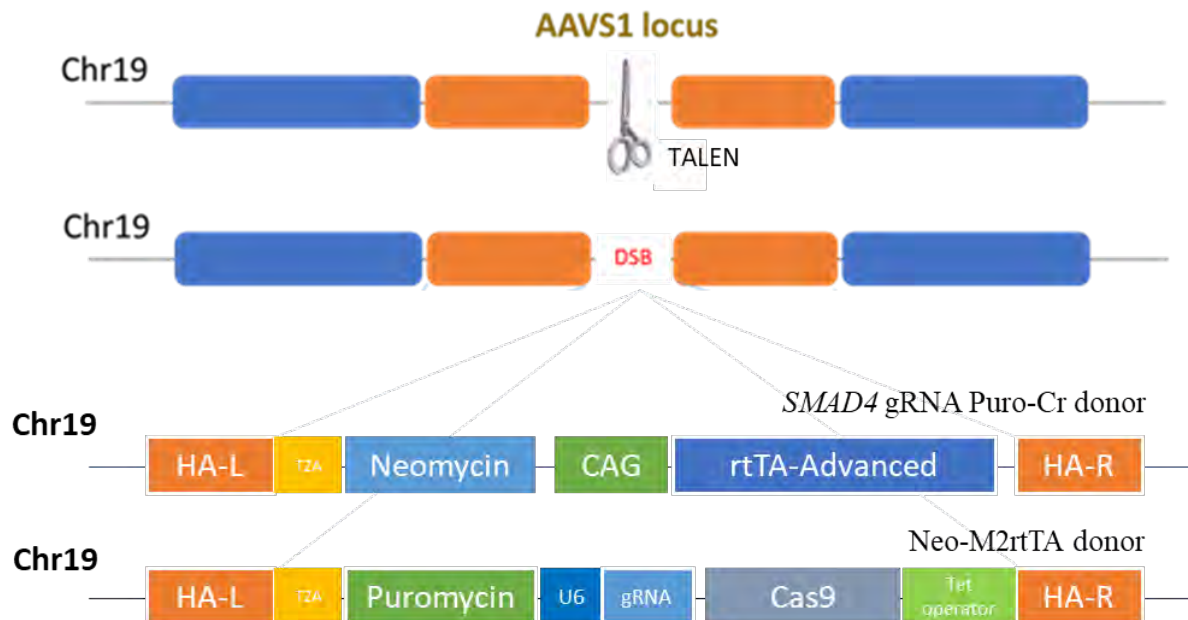 AAVS1 locus
Chr19
TALEN
Chr19
DSB
SMAD4 gRNA Puro-Cr donor
Chr19
HA-L T2A Neomycin CAG rtTA-Advanced HA-R
Neo-M2rtTA donor
Chr19
HA-L T2A Puromycin U6 gRNA Cas9 Tet operator HA-R